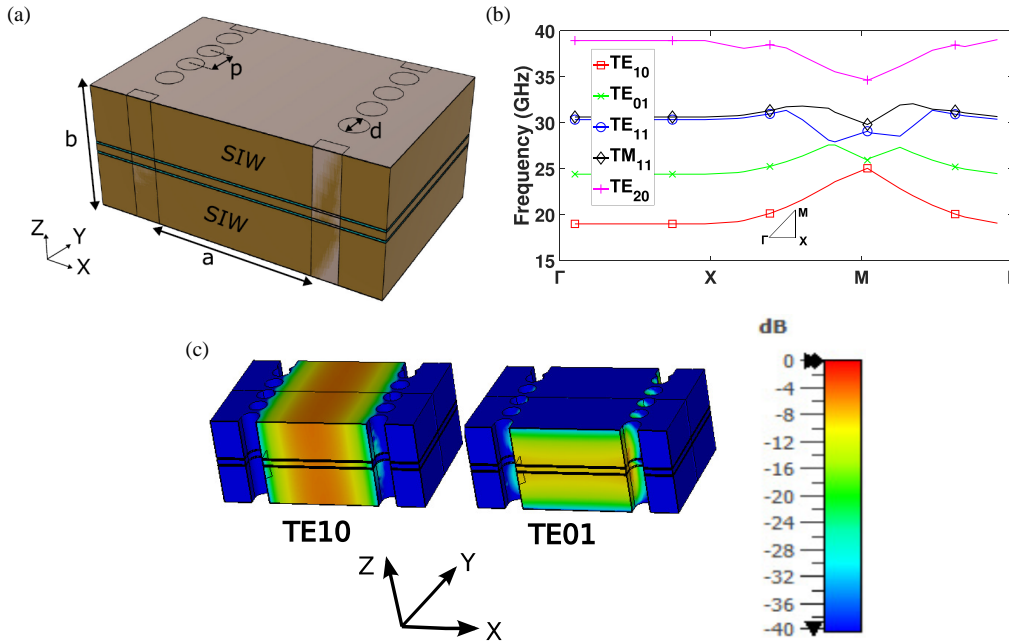 (a)
p
d
b
SIW
SIW
a
Z
Y
X
(b)
Frequency (GHz)
40
35
30
25
20
15
TE10
TE01
TE11
TM11
TE20
M
Γ
X
Γ
X
M
(c)
TE10
TE01
Z
Y
X
dB
0
-4
-8
-12
-16
-20
-24
-28
-32
-36
-40